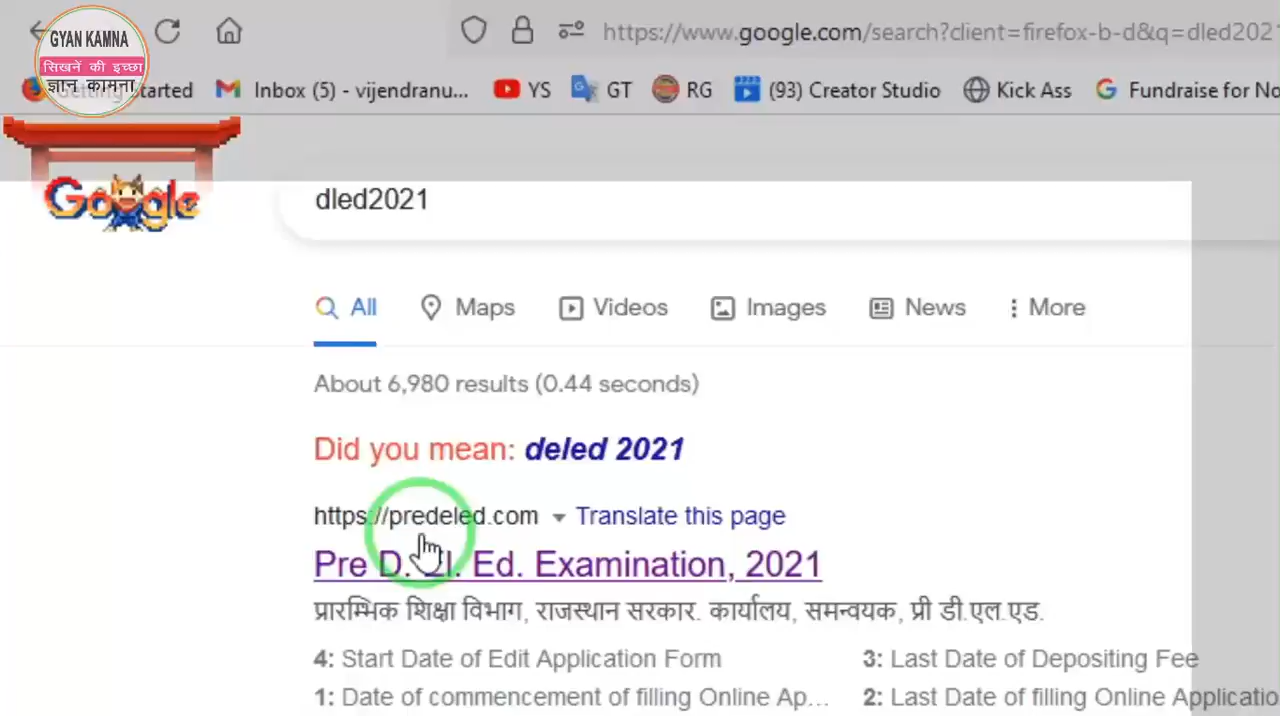 GYAN KAMNA
सिखनें की इच्छा
ज्ञान कामना
https://www.google.com/search?client=firefox-b-d&q=dled202
Getting Started
Inbox (5) - vijendranu...
YS
GT
RG
(93) Creator Studio
Kick Ass
Fundraise for No
Google
dled2021
All
Maps
Videos
Images
News
More
About 6,980 results (0.44 seconds)
Did you mean: deled 2021
https://predeled.com
Translate this page
Pre D. El. Ed. Examination, 2021
प्रारम्भिक शिक्षा विभाग, राजस्थान सरकार. कार्यालय, समन्वयक, प्री डी.एल.एड.
4: Start Date of Edit Application Form
3: Last Date of Depositing Fee
1: Date of commencement of filling Online Ap...
2: Last Date of filling Online Applicatio